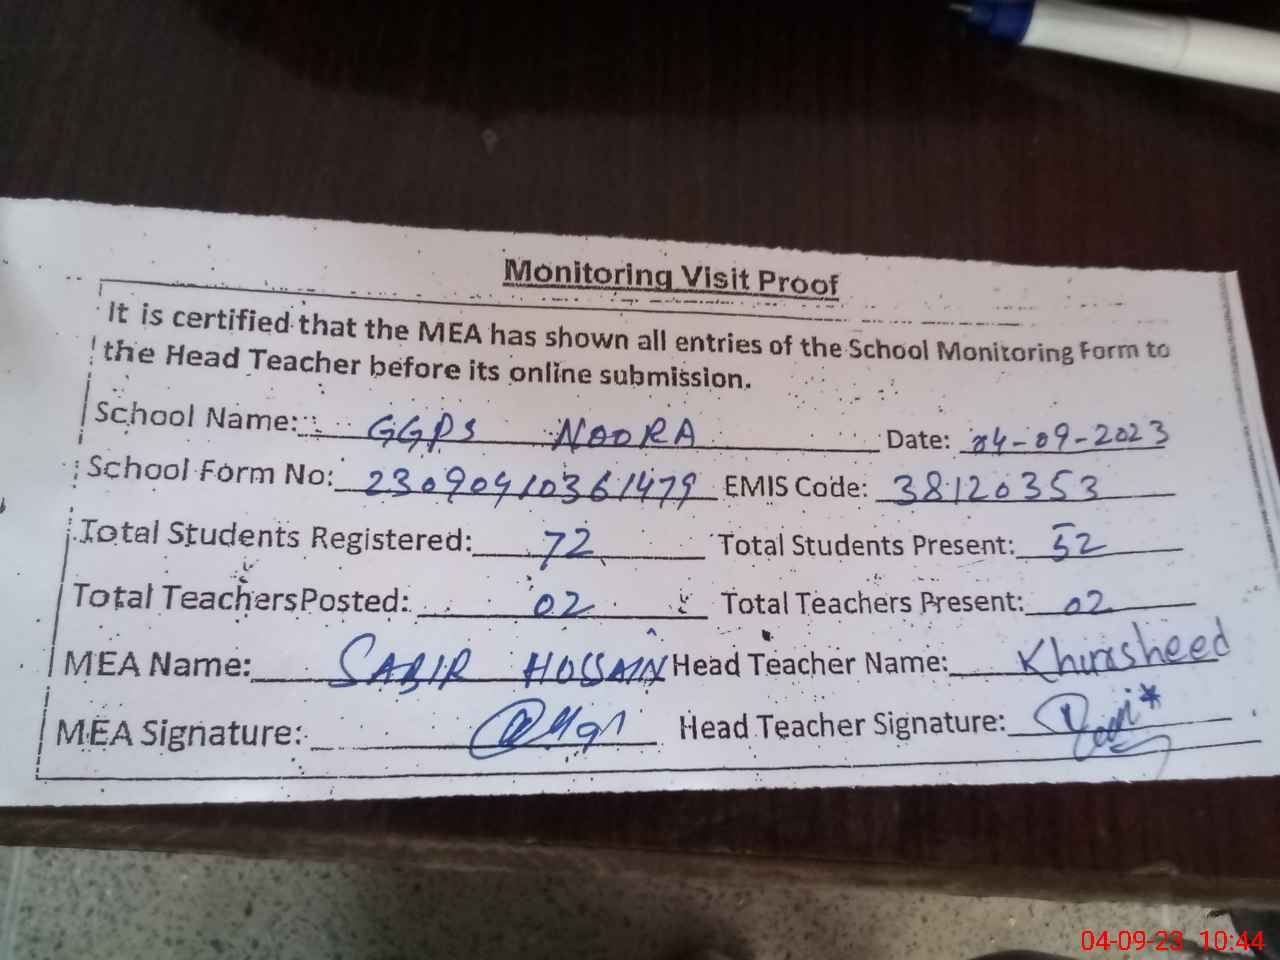 Monitoring Visit Proof
It is certified that the MEA has shown all entries of the School Monitoring Form to
the Head Teacher before its online submission.
School Name: GGPS NOORA Date: 04-09-2023
School Form No: 23090410361479 EMIS Code: 38120353
Total Students Registered: 72 Total Students Present: 52
Total Teachers Posted: 02 Total Teachers Present: 02
MEA Name: SABIR HUSSAIN Head Teacher Name: Khursheed
MEA Signature: Head Teacher Signature:
04-09-23 10:44